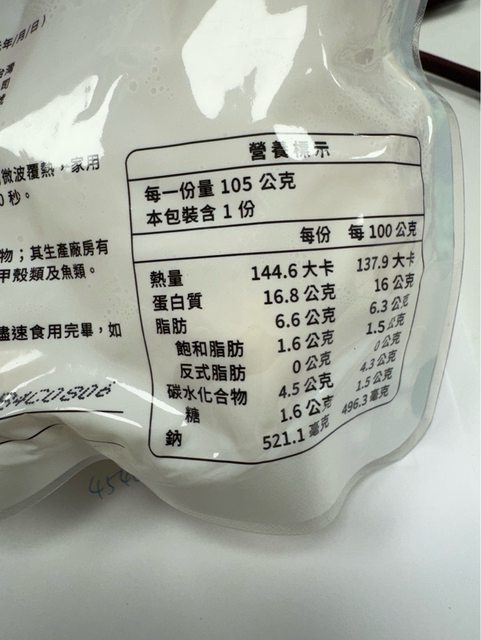 年/月/日)
微波覆熱，家用
0秒。
物；其生產廠房有
甲殼類及魚類。
儘速食用完畢，如
營養標示
每一份量 105 公克
本包裝含 1 份
每份 每 100 公克
熱量 144.6 大卡 137.9 大卡
蛋白質 16.8 公克 16 公克
脂肪 6.6 公克 6.3 公克
飽和脂肪 1.6 公克 1.5 公克
反式脂肪 0 公克 0 公克
碳水化合物 4.5 公克 4.3 公克
糖 1.6 公克 1.5 公克
鈉 521.1 毫克 496.3 毫克